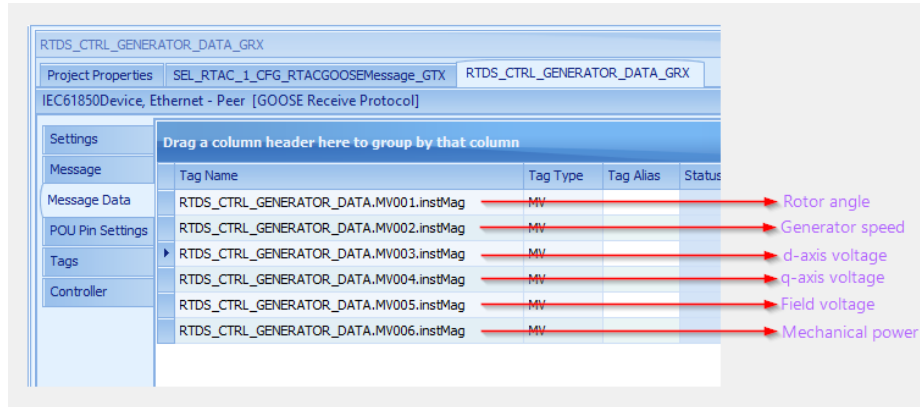 RTDS_CTRL_GENERATOR_DATA_GRX
Project Properties SEL_RTAC_1_CFG_RTACGOOSEMessage_GTX RTDS_CTRL_GENERATOR_DATA_GRX
IEC61850Device, Ethernet - Peer [GOOSE Receive Protocol]
Settings
Message
Message Data
POU Pin Settings
Tags
Controller
Drag a column header here to group by that column
Tag Name Tag Type Tag Alias Status
RTDS_CTRL_GENERATOR_DATA.MV001.instMag MV Rotor angle
RTDS_CTRL_GENERATOR_DATA.MV002.instMag MV Generator speed
RTDS_CTRL_GENERATOR_DATA.MV003.instMag MV d-axis voltage
RTDS_CTRL_GENERATOR_DATA.MV004.instMag MV q-axis voltage
RTDS_CTRL_GENERATOR_DATA.MV005.instMag MV Field voltage
RTDS_CTRL_GENERATOR_DATA.MV006.instMag MV Mechanical power